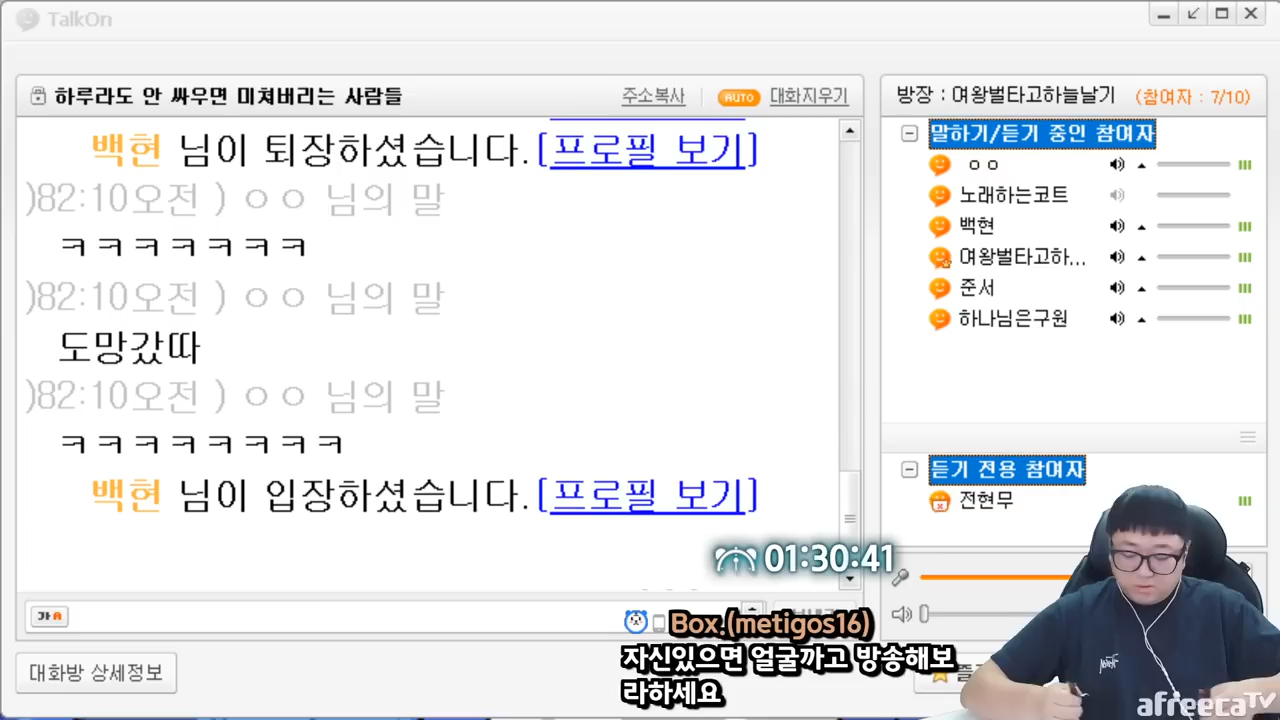 TalkOn
하루라도 안 싸우면 미쳐버리는 사람들
주소복사
AUTO
대화지우기
백현 님이 퇴장하셨습니다.[프로필 보기]
)82:10오전 ) ㅇㅇ 님의 말
ㅋㅋㅋㅋㅋㅋㅋ
)82:10오전 ) ㅇㅇ 님의 말
도망갔따
)82:10오전 ) ㅇㅇ 님의 말
ㅋㅋㅋㅋㅋㅋㅋㅋ
백현 님이 입장하셨습니다.[프로필 보기]
가
대화방 상세정보
방장 : 여왕벌타고하늘날기 (참여자 : 7/10)
말하기/듣기 중인 참여자
ㅇㅇ
노래하는코트
백현
여왕벌타고하...
준서
하나님은구원
듣기 전용 참여자
전현무
01:30:41
Box.(metigos16)
자신있으면 얼굴까고 방송해보
라하세요
afreecaTV